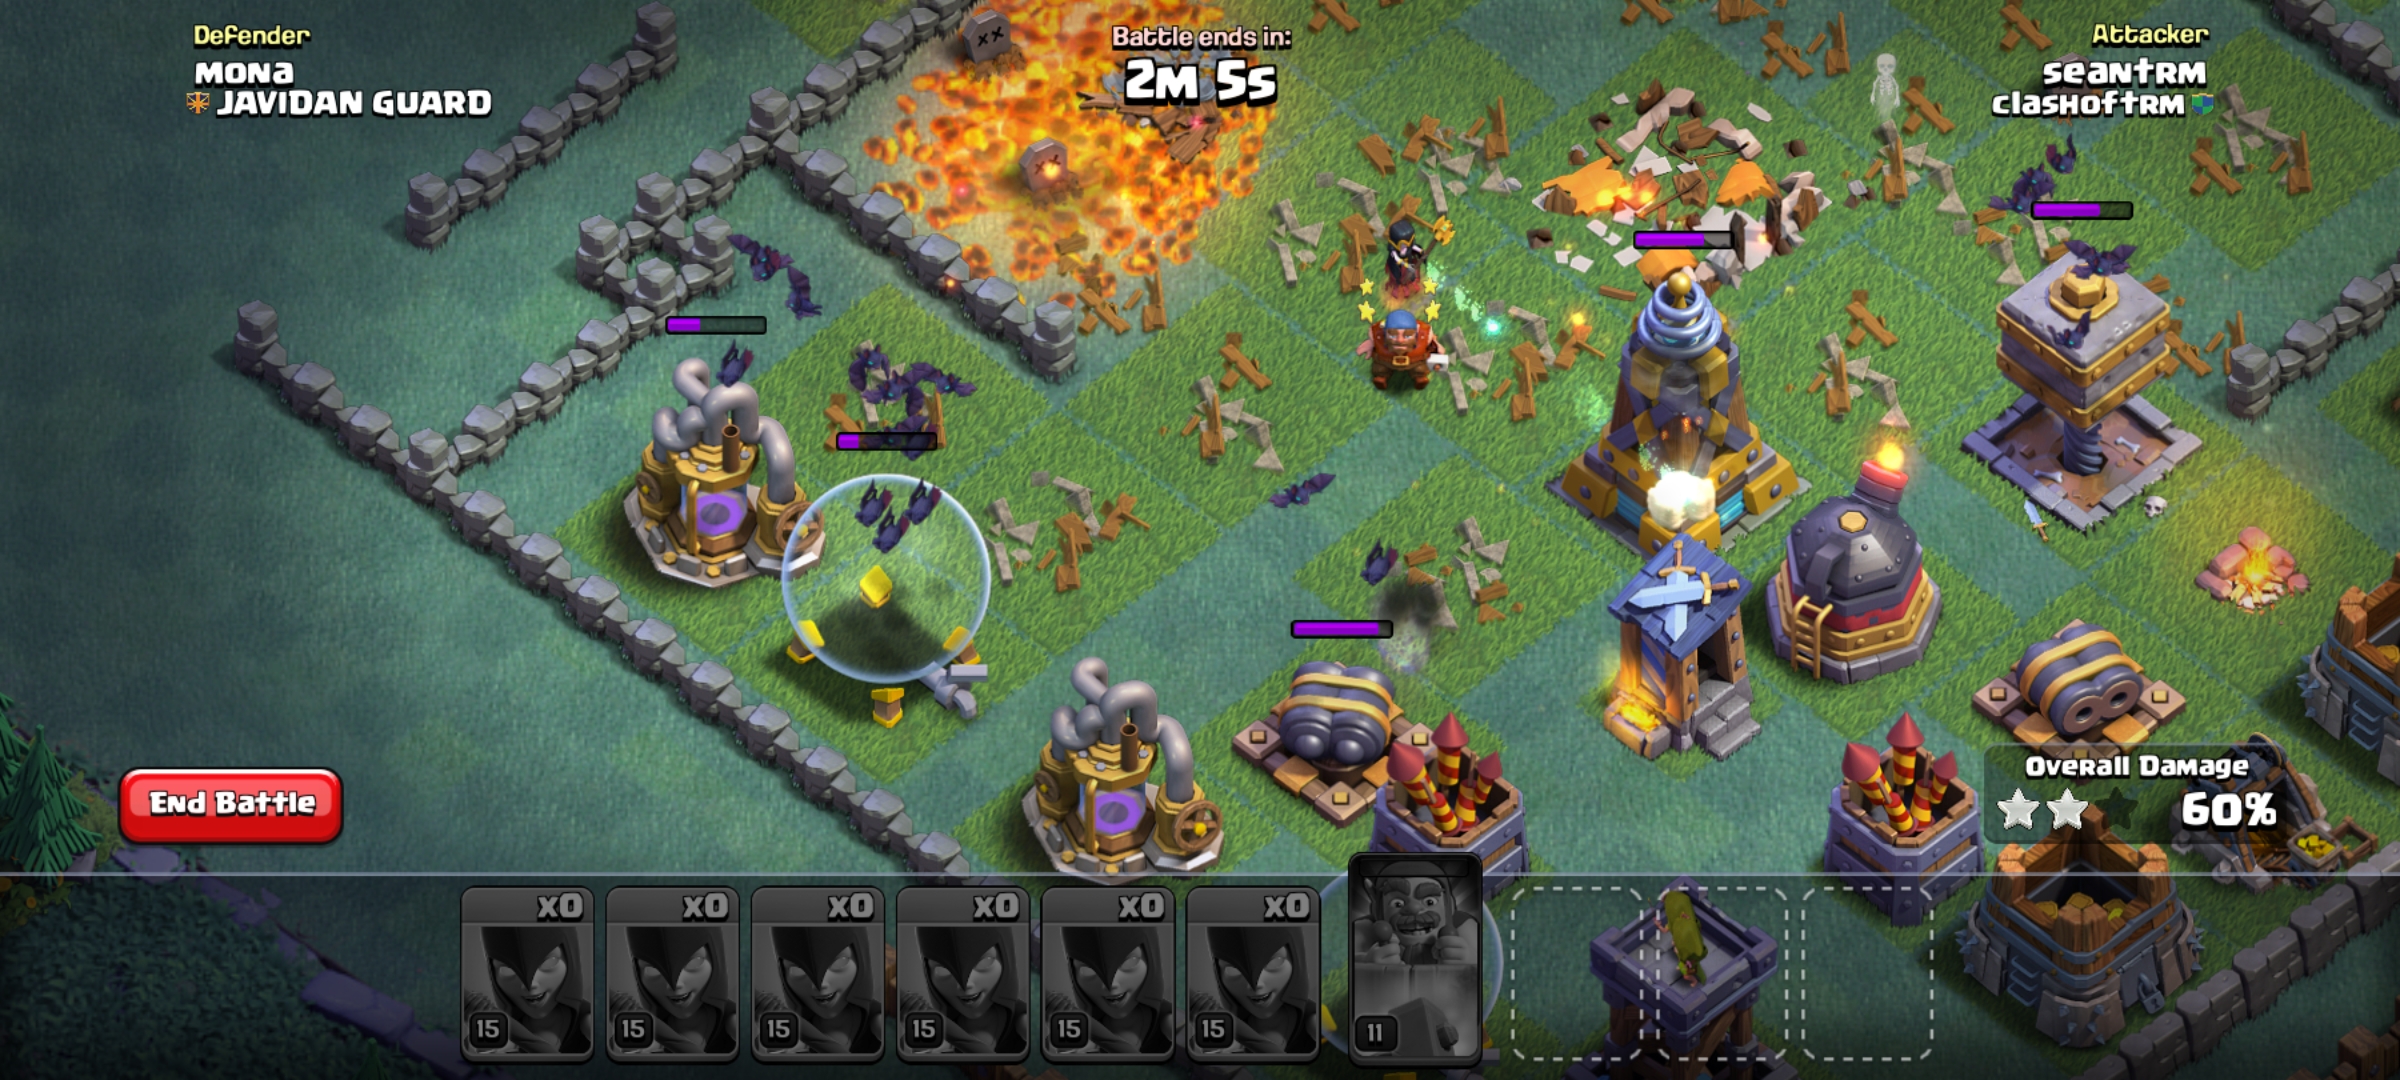 Defender
mona
JAVIDAN GUARD
Battle ends in:
2m 5s
Attacker
seantrm
clashoftrm
End Battle
Overall Damage
60%
x0
x0
x0
x0
x0
x0
15
15
15
15
15
15
11